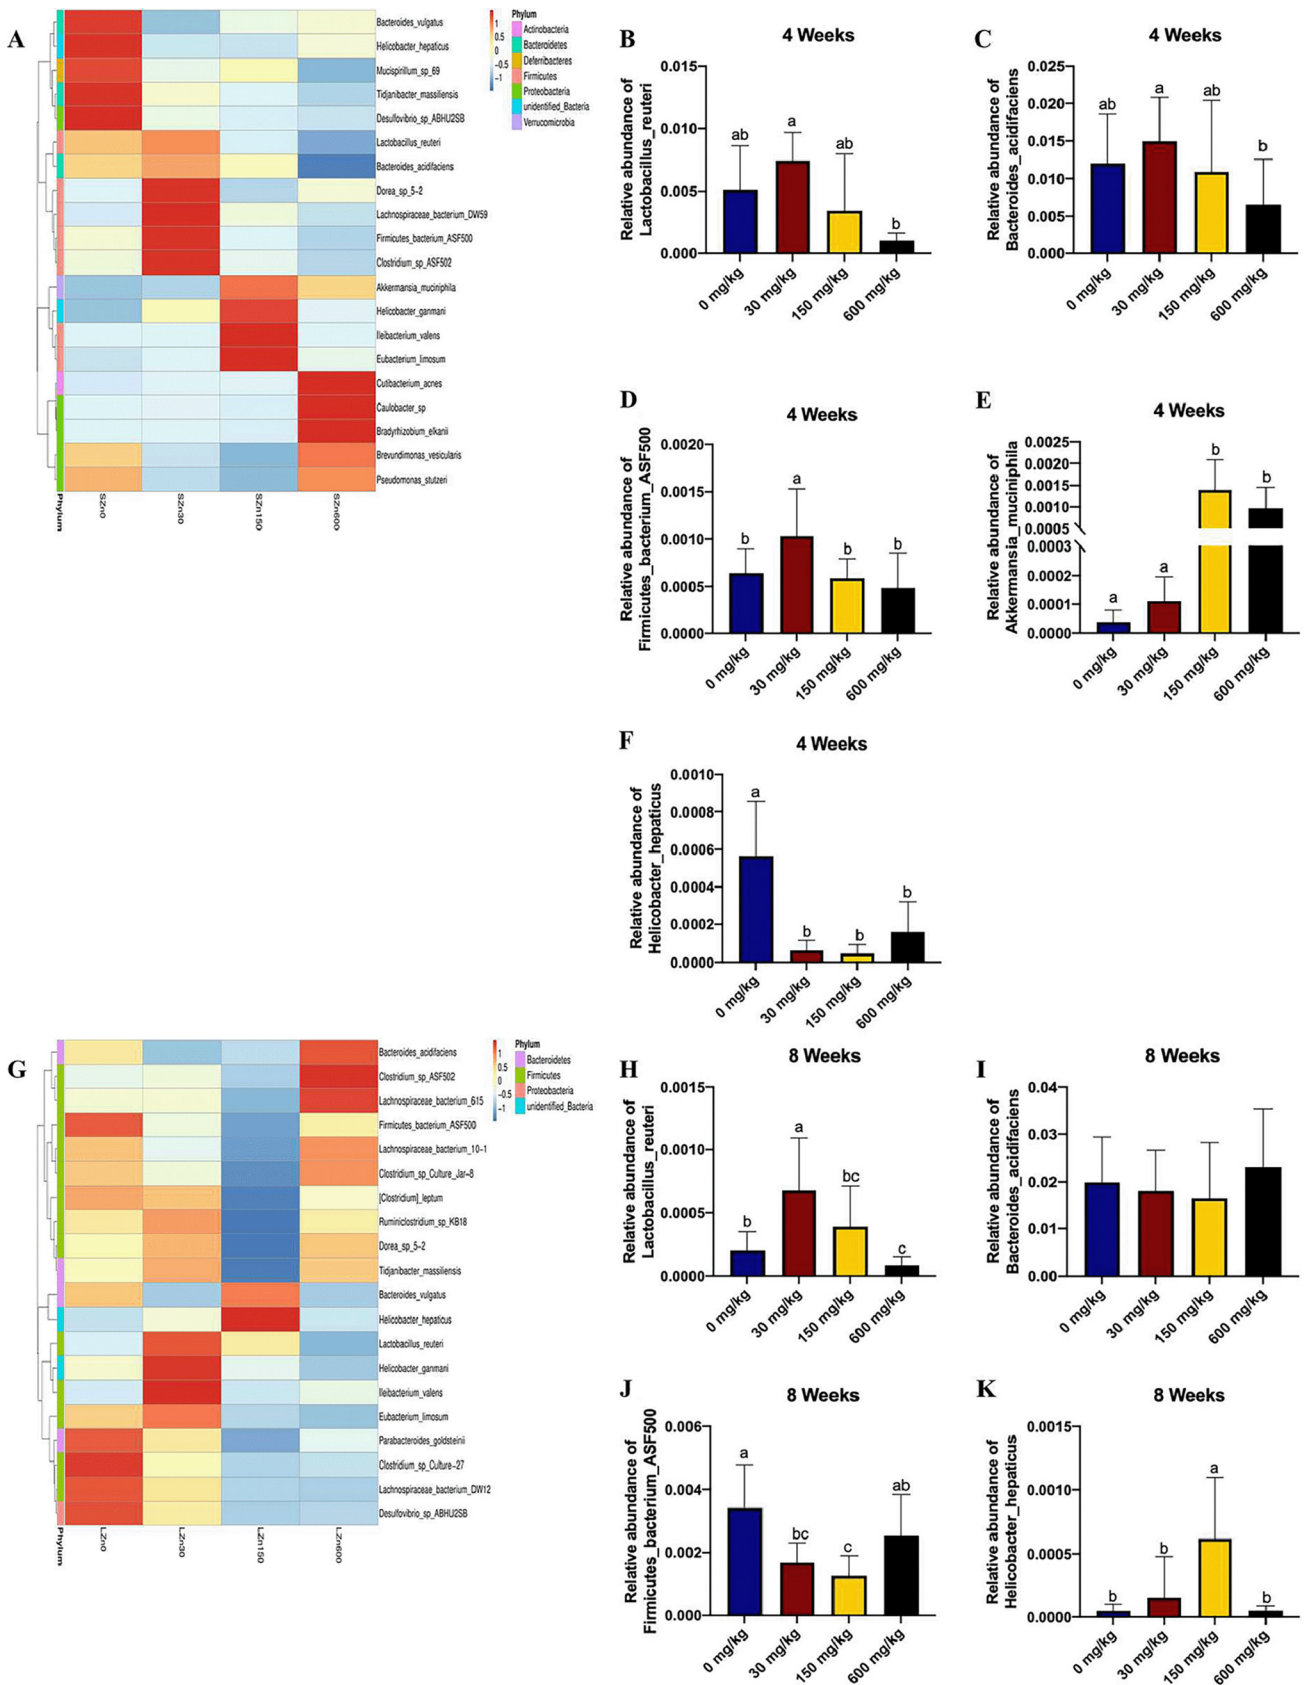 A
Bacteroides_vulgatus
Helicobacter_hepaticus
Mucispirillum_sp_69
Tidjanibacter_massiliensis
Desulfovibrio_sp_ABHU2SB
Lactobacillus_reuteri
Bacteroides_acidifaciens
Dorea_sp_5-2
Lachnospiraceae_bacterium_DW59
Firmicutes_bacterium_ASF500
Clostridium_sp_ASF502
Akkermansia_muciniphila
Helicobacter_ganmani
Ileibacterium_valens
Eubacterium_limosum
Cutibacterium_acnes
Caulobacter_sp
Bradyrhizobium_elkanii
Brevundimonas_vesicularis
Pseudomonas_stutzeri
Phylum
SZn0
SZn30
SZn150
SZn600
1
0.5
0
-0.5
-1
Phylum
Actinobacteria
Bacteroidetes
Deferribacteres
Firmicutes
Proteobacteria
unidentified_Bacteria
Verrucomicrobia
B
4 Weeks
Relative abundance of
Lactobacillus_reuteri
0.015
0.010
0.005
0.000
ab
a
ab
b
0 mg/kg
30 mg/kg
150 mg/kg
600 mg/kg
C
4 Weeks
Relative abundance of
Bacteroides_acidifaciens
0.025
0.020
0.015
0.010
0.005
0.000
ab
a
ab
b
0 mg/kg
30 mg/kg
150 mg/kg
600 mg/kg
D
4 Weeks
Relative abundance of
Firmicutes_bacterium_ASF500
0.0020
0.0015
0.0010
0.0005
0.0000
b
a
b
b
0 mg/kg
30 mg/kg
150 mg/kg
600 mg/kg
E
4 Weeks
Relative abundance of
Akkermansia_muciniphila
0.0025
0.0020
0.0015
0.0010
0.0005
0.0003
0.0002
0.0001
0.0000
a
a
b
b
0 mg/kg
30 mg/kg
150 mg/kg
600 mg/kg
F
4 Weeks
Relative abundance of
Helicobacter_hepaticus
0.0010
0.0008
0.0006
0.0004
0.0002
0.0000
a
b
b
b
0 mg/kg
30 mg/kg
150 mg/kg
600 mg/kg
G
Bacteroides_acidifaciens
Clostridium_sp_ASF502
Lachnospiraceae_bacterium_615
Firmicutes_bacterium_ASF500
Lachnospiraceae_bacterium_10-1
Clostridium_sp_Culture_Jar-8
[Clostridium]_leptum
Ruminiclostridium_sp_KB18
Dorea_sp_5-2
Tidjanibacter_massiliensis
Bacteroides_vulgatus
Helicobacter_hepaticus
Lactobacillus_reuteri
Helicobacter_ganmani
Ileibacterium_valens
Eubacterium_limosum
Parabacteroides_goldsteinii
Clostridium_sp_Culture-27
Lachnospiraceae_bacterium_DW12
Desulfovibrio_sp_ABHU2SB
Phylum
LZn0
LZn30
LZn150
LZn600
1
0.5
0
-0.5
-1
Phylum
Bacteroidetes
Firmicutes
Proteobacteria
unidentified_Bacteria
H
8 Weeks
Relative abundance of
Lactobacillus_reuteri
0.0015
0.0010
0.0005
0.0000
b
a
bc
c
0 mg/kg
30 mg/kg
150 mg/kg
600 mg/kg
I
8 Weeks
Relative abundance of
Bacteroides_acidifaciens
0.04
0.03
0.02
0.01
0.00
0 mg/kg
30 mg/kg
150 mg/kg
600 mg/kg
J
8 Weeks
Relative abundance of
Firmicutes_bacterium_ASF500
0.006
0.004
0.002
0.000
a
bc
c
ab
0 mg/kg
30 mg/kg
150 mg/kg
600 mg/kg
K
8 Weeks
Relative abundance of
Helicobacter_hepaticus
0.0015
0.0010
0.0005
0.0000
b
b
a
b
0 mg/kg
30 mg/kg
150 mg/kg
600 mg/kg